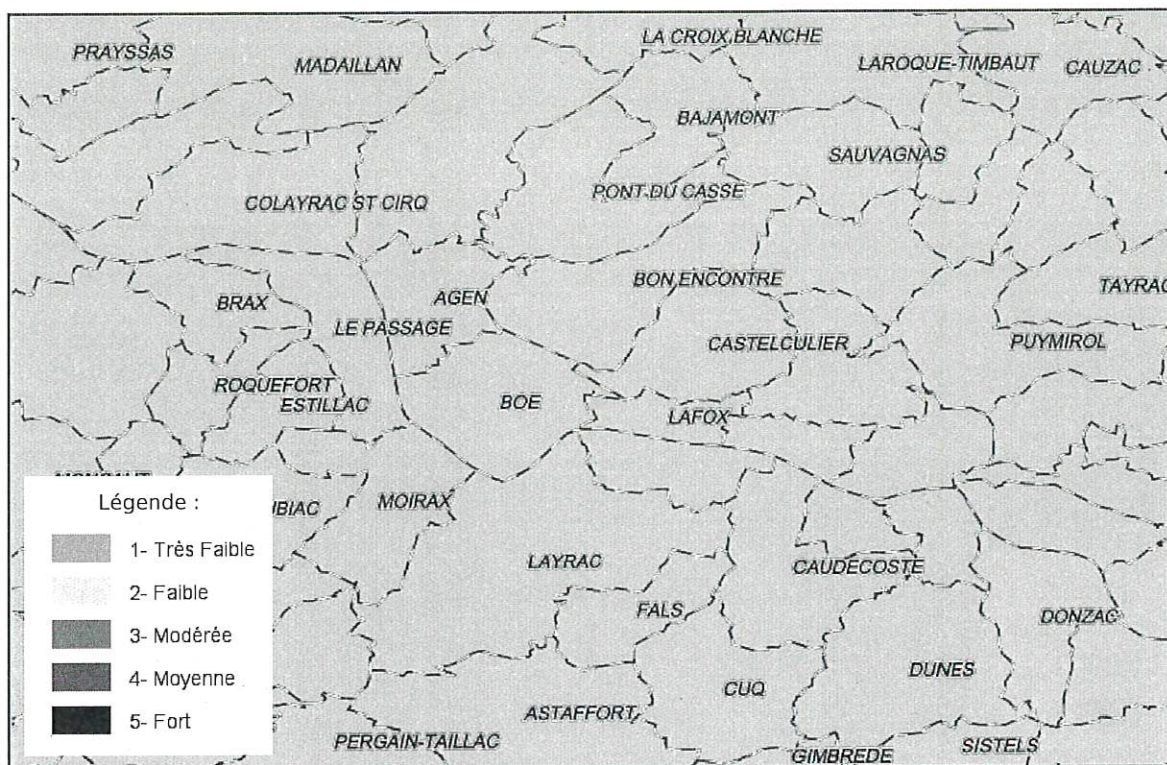 LA CROIX BLANCHE
PRAYSSAS
MADAILLAN
LAROQUE-TIMBAUT
CAUZAC
BAJAMONT
SAUVAGNAS
COLAYRAC ST CIRQ
PONT DU CASSE
BRAX
AGEN
BON ENCONTRE
TAYRAC
LE PASSAGE
CASTELCULIER
PUYMIROL
ROQUEFORT
ESTILLAC
BOE
LAFOX
MOIRAX
LAYRAC
CAUDECOSTE
FALS
DONZAC
CUQ
DUNES
ASTAFFORT
PERGAIN-TAILLAC
GIMBREDE
SISTELS
Légende :
1- Très Faible
2- Faible
3- Modérée
4- Moyenne
5- Fort